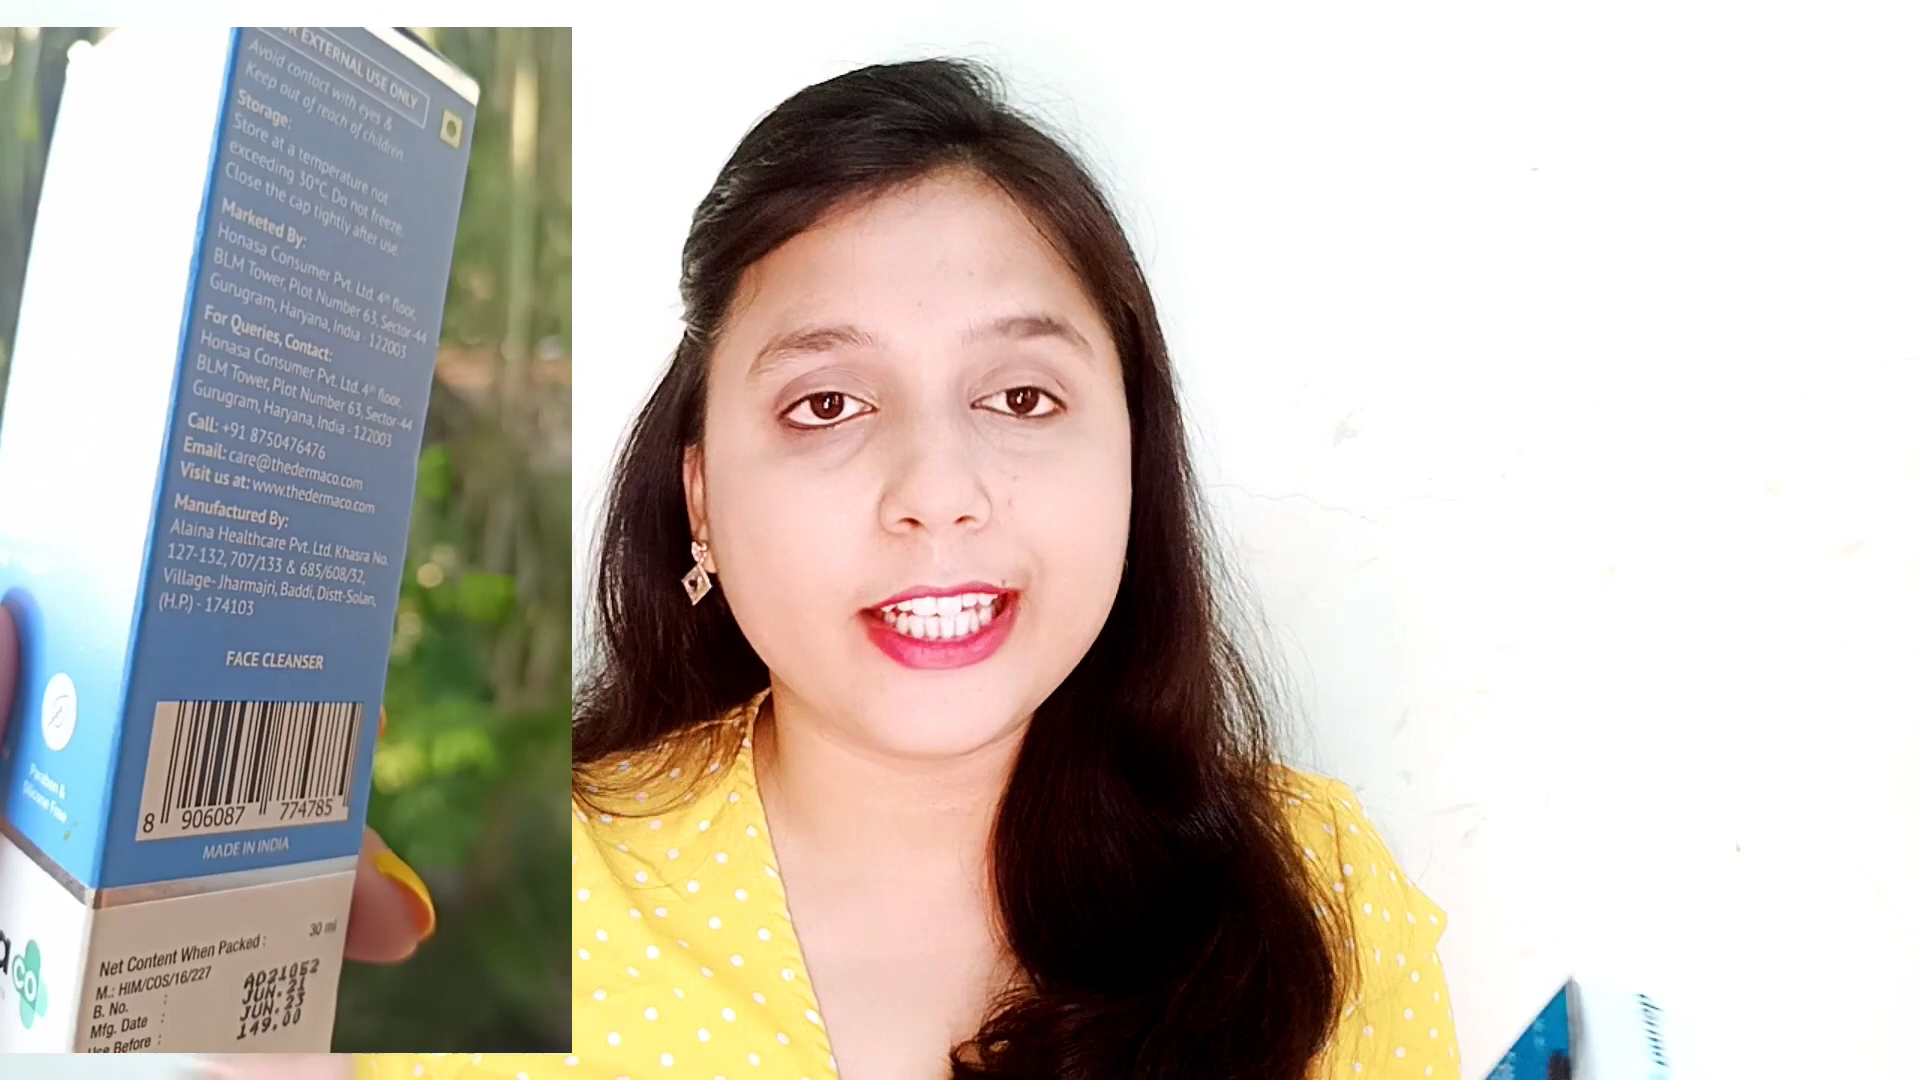 FOR EXTERNAL USE ONLY
Avoid contact with eyes &
Keep out of reach of children.
Storage:
Store at a temperature not
exceeding 30°C. Do not freeze.
Close the cap tightly after use.
Marketed By:
Honasa Consumer Pvt. Ltd. 4th floor,
BLM Tower, Plot Number 63, Sector-44
Gurugram, Haryana, India - 122003
For Queries, Contact:
Honasa Consumer Pvt. Ltd. 4th floor,
BLM Tower, Plot Number 63, Sector-44
Gurugram, Haryana, India - 122003
Call: +91 8750476476
Email: care@thedermaco.com
Visit us at: www.thedermaco.com
Manufactured By:
Alaina Healthcare Pvt. Ltd. Khasra No.
127-132, 707/133 & 685/608/32,
Village- Jharmajri, Baddi, Distt-Solan,
(H.P.) - 174103
FACE CLEANSER
8 906087 774785
MADE IN INDIA
Paraben &
Silicone Free
a co
Net Content When Packed : 30 ml
M.: HIM/COS/16/227
B. No. : AD21052
Mfg. Date : JUN.21
Use Before : JUN.23
149.00